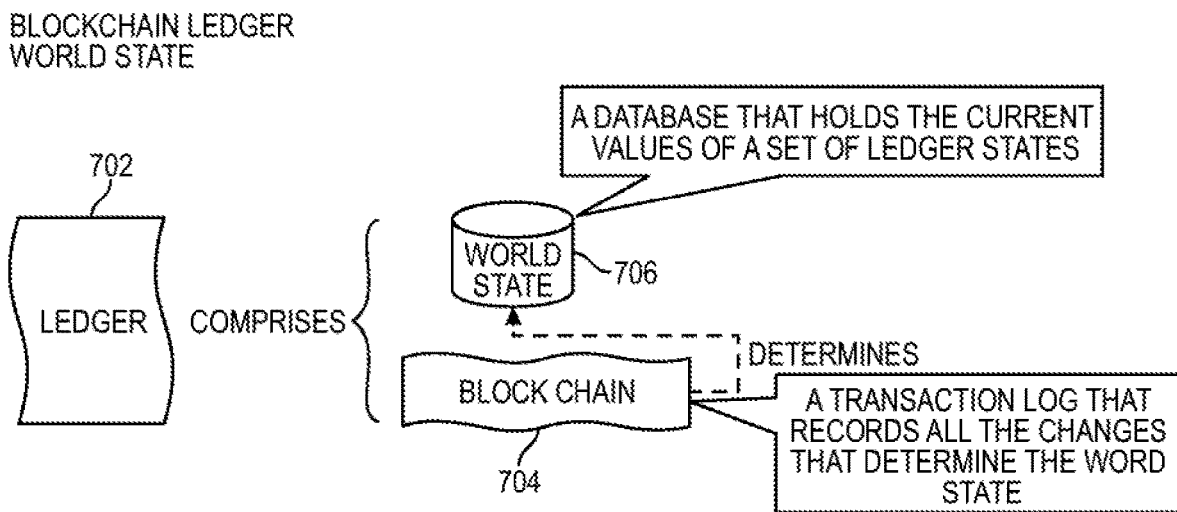 BLOCKCHAIN LEDGER
WORLD STATE
A DATABASE THAT HOLDS THE CURRENT
VALUES OF A SET OF LEDGER STATES
702
WORLD
STATE
706
LEDGER
COMPRISES
DETERMINES
BLOCK CHAIN
704
A TRANSACTION LOG THAT
RECORDS ALL THE CHANGES
THAT DETERMINE THE WORD
STATE